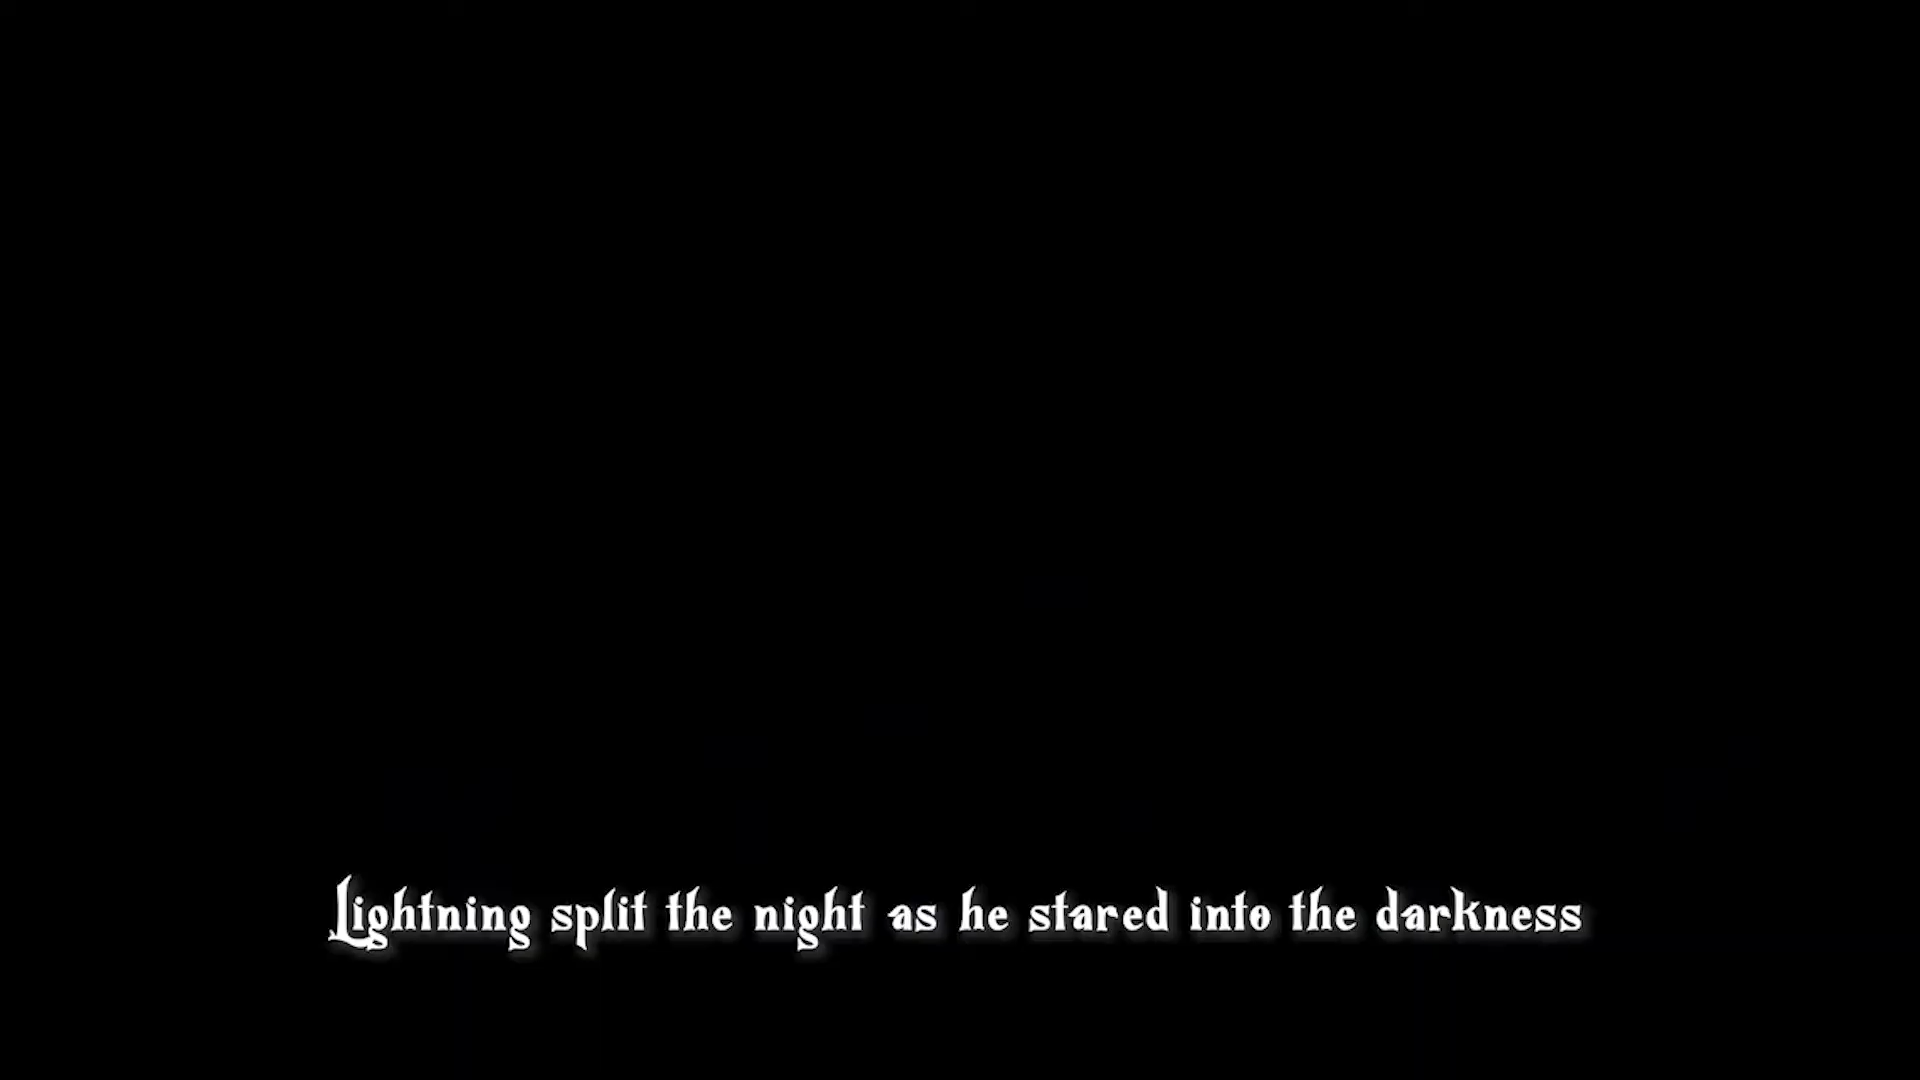 Lightning split the night as he stared into the darkness